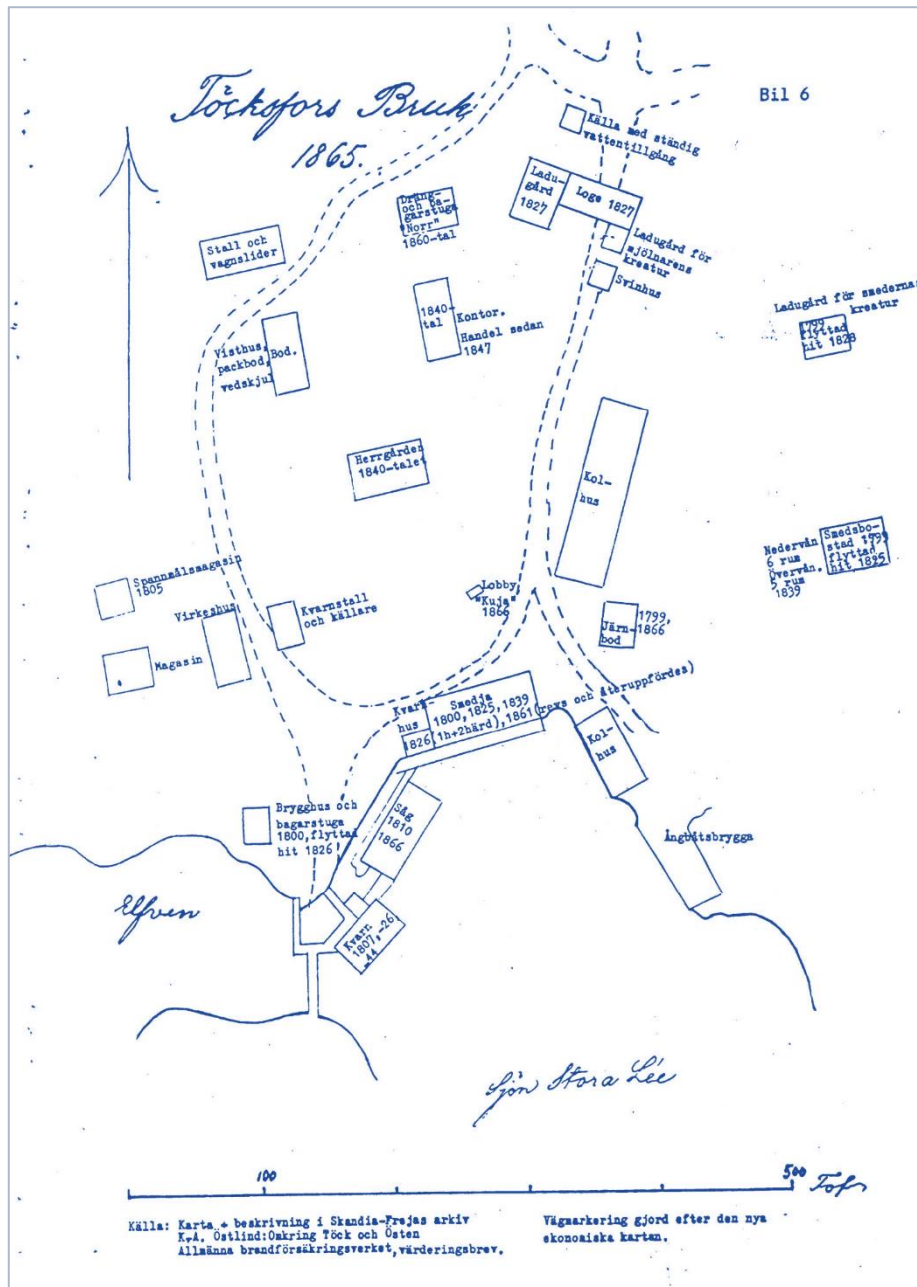 Töcksfors Bruk
1865.
Bil 6
Källa med ständig
vattentillgång
Ladu-
gård
1827
Loge 1827
Dräng-
och ba-
garstuga
"Norr"
1860-tal
Stall och
vagnslider
Ladugård för
mjölnarens
kreatur
Svinhus
Ladugård för smedernas
kreatur
1799
flyttad
hit 1828
1840-
tal
Kontor.
Handel sedan
1847
Visthus,
packbod,
vedskjul
Bod.
Herrgården
1840-talet
Kol-
hus
Nedervån
6 rum
Övervån.
5 rum
1839
Smedsbo-
stad 1799
flyttad
hit 1825
Spannmålsmagasin
1805
Virkeshus
Magasin
Kvarnstall
och källare
Lobby,
"Kuja"
1866
Järn-
bod
1799,
1866
Kvarn-
hus
1826
Smedja
1800,1825,1839
(1h+2härd),1861(revs och återuppfördes)
Kol-
hus
Brygghus och
bagarstuga
1800,flyttad
hit 1826
Såg
1810
1866
Ångbåtsbrygga
Elfven
Kvarn
1807,-26
-44
Sjön Stora Lée
100
500
Källa: Karta + beskrivning i Skandia-Frejas arkiv
K.A. Östlind:Omkring Töck och Östen
Allmänna brandförsäkringsverket,värderingsbrev.
Vägmarkering gjord efter den nya
ekonomiska kartan.